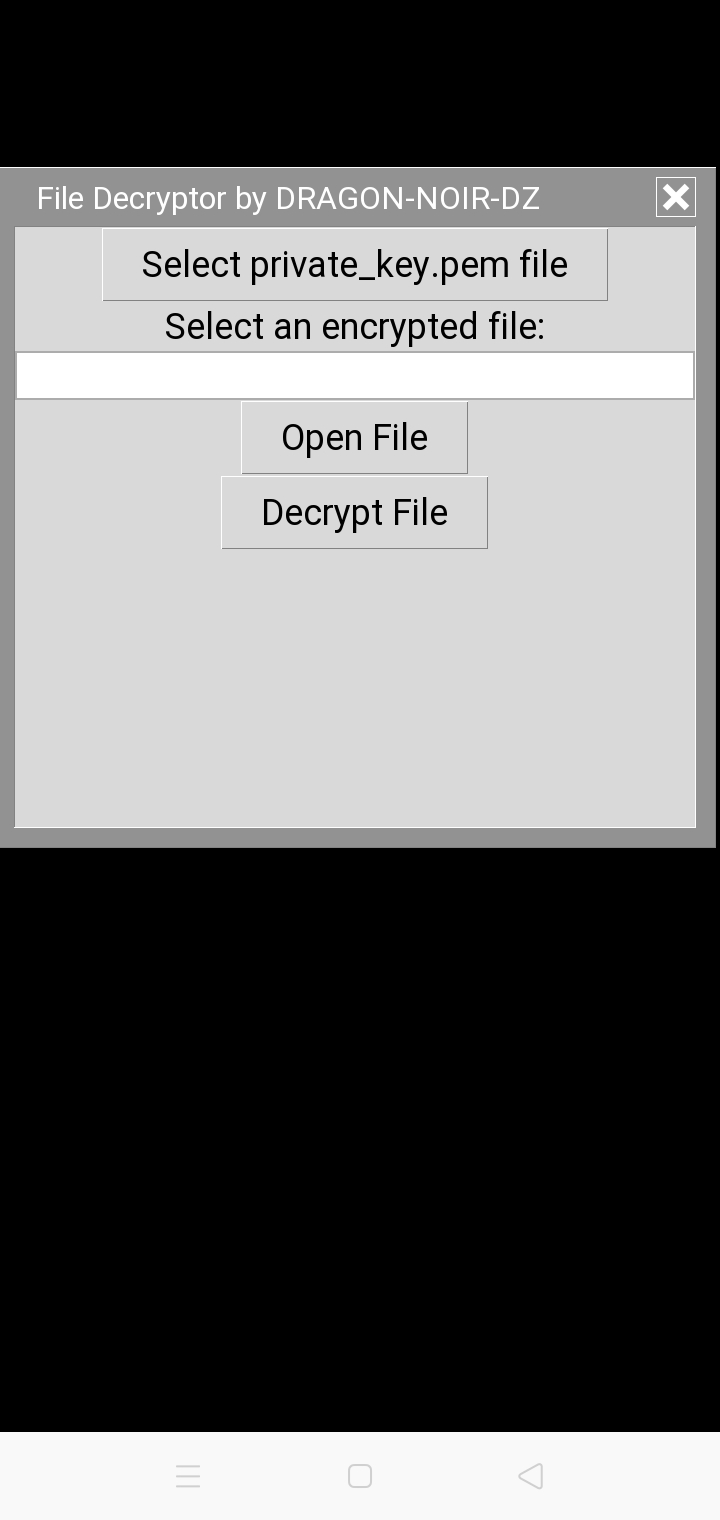 File Decryptor by DRAGON-NOIR-DZ
Select private_key.pem file
Select an encrypted file:
Open File
Decrypt File